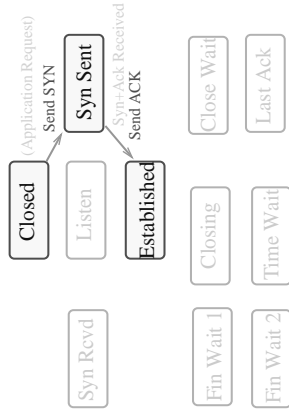 Closed
(Application Request)
Send SYN
Syn Rcvd
Listen
Syn Sent
Syn+Ack Received
Send ACK
Established
Fin Wait 1
Closing
Close Wait
Fin Wait 2
Time Wait
Last Ack